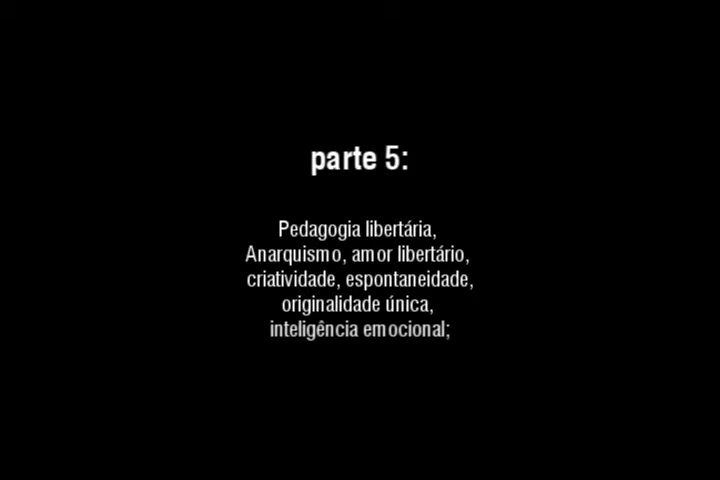 parte 5:
Pedagogia libertária,
Anarquismo, amor libertário,
criatividade, espontaneidade,
originalidade única,
inteligência emocional;